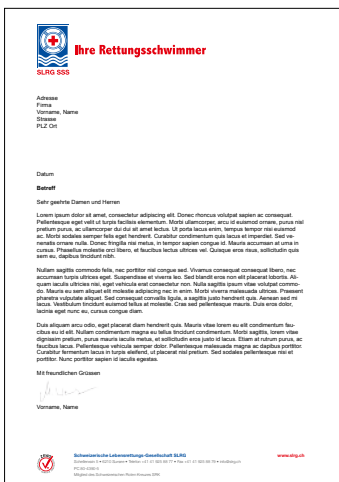 Ihre Rettungsschwimmer
SLRG SSS
Adresse
Firma
Vorname, Name
Strasse
PLZ Ort
Datum
Betreff
Sehr geehrte Damen und Herren
Lorem ipsum dolor sit amet, consectetur adipiscing elit. Donec rhoncus volutpat sapien ac consequat.
Pellentesque eget velit ut turpis facilisis elementum. Morbi ullamcorper, arcu id euismod ornare, purus nisl
pretium purus, ac ullamcorper dui dui sit amet lectus. Ut porta lacus enim, tempus tempor nisi euismod
ac. Morbi sodales semper felis eget hendrerit. Curabitur condimentum quis lacus et imperdiet. Sed ve-
nenatis ornare nulla. Donec fringilla nisi metus, in tempor sapien congue id. Mauris accumsan at urna in
cursus. Phasellus molestie orci libero, et faucibus lectus ultrices vel. Quisque eros risus, sollicitudin quis
sem eu, dapibus tincidunt nibh.
Nullam sagittis commodo felis, nec porttitor nisl congue sed. Vivamus consequat consequat libero, nec
accumsan turpis ultrices eget. Suspendisse et viverra leo. Sed blandit eros non elit placerat lobortis. Ali-
quam iaculis ultricies nisi, eget vehicula erat consectetur non. Nulla sagittis ipsum vitae volutpat commo-
do. Mauris eu sem aliquet elit molestie adipiscing nec in enim. Morbi viverra malesuada ultrices. Praesent
pharetra vulputate aliquet. Sed consequat convallis ligula, a sagittis justo hendrerit quis. Aenean sed mi
lacus. Vestibulum tincidunt euismod tellus at molestie. Cras sed pellentesque mauris. Duis eros dolor,
lacinia eget nunc eu, cursus congue diam.
Duis aliquam arcu odio, eget placerat diam hendrerit quis. Mauris vitae lorem eu elit condimentum fau-
cibus eu id elit. Nullam condimentum magna eu tellus tincidunt condimentum. Morbi sagittis, lorem vitae
dignissim pretium, purus mauris iaculis metus, et sollicitudin eros justo id lacus. Etiam at rutrum purus, ac
faucibus lacus. Pellentesque vehicula semper dolor. Pellentesque malesuada magna ac dapibus porttitor.
Curabitur fermentum lacus in turpis eleifend, ut placerat nisl pretium. Sed sodales pellentesque nisi et
porttitor. Nunc porttitor sapien id iaculis egestas.
Mit freundlichen Grüssen
Vorname, Name
Schweizerische Lebensrettungs-Gesellschaft SLRG
www.slrg.ch
Mitglied des Schweizerischen Roten Kreuzes SRK